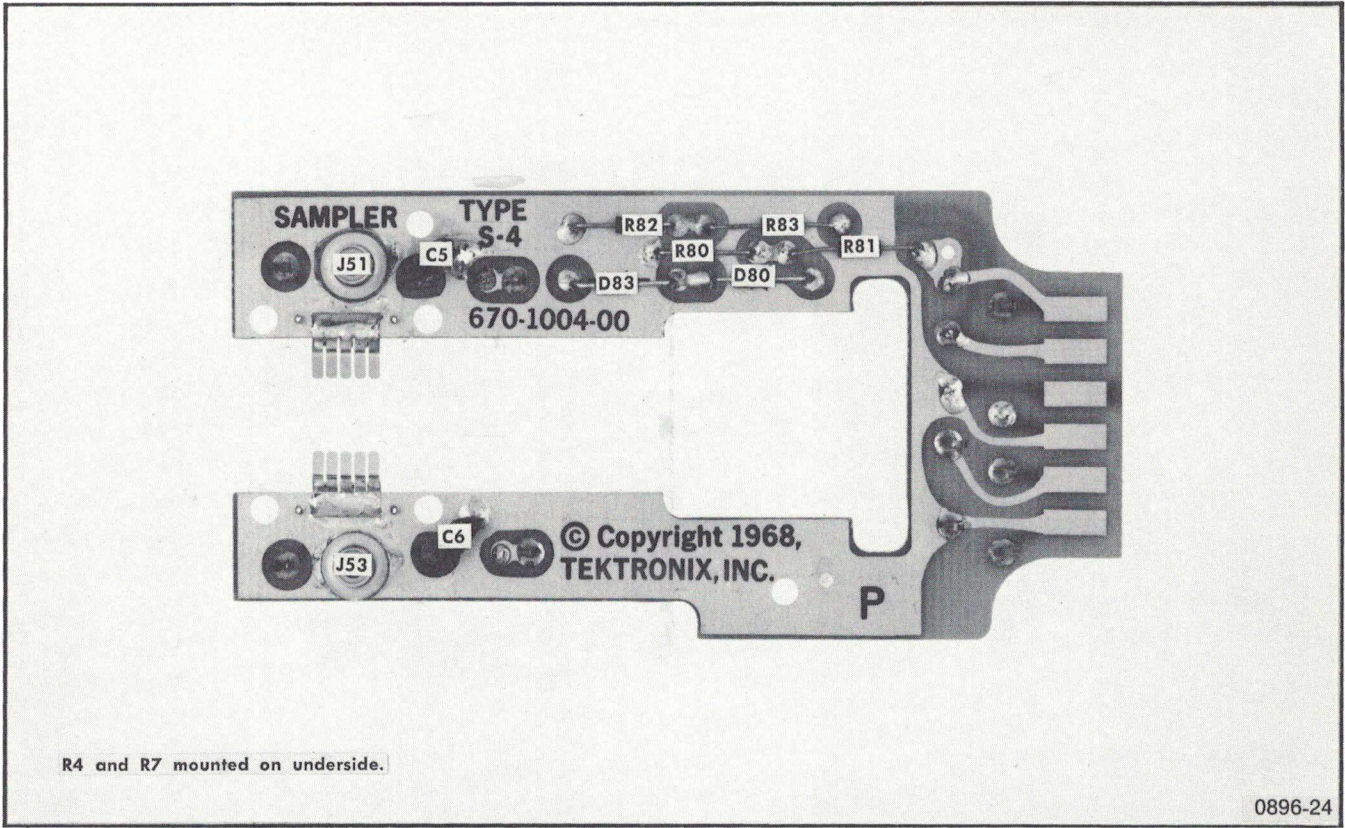 SAMPLER
TYPE
S-4
J51
C5
R82
R83
R80
R81
D83
D80
670-1004-00
J53
C6
© Copyright 1968,
TEKTRONIX, INC.
P
R4 and R7 mounted on underside.
0896-24